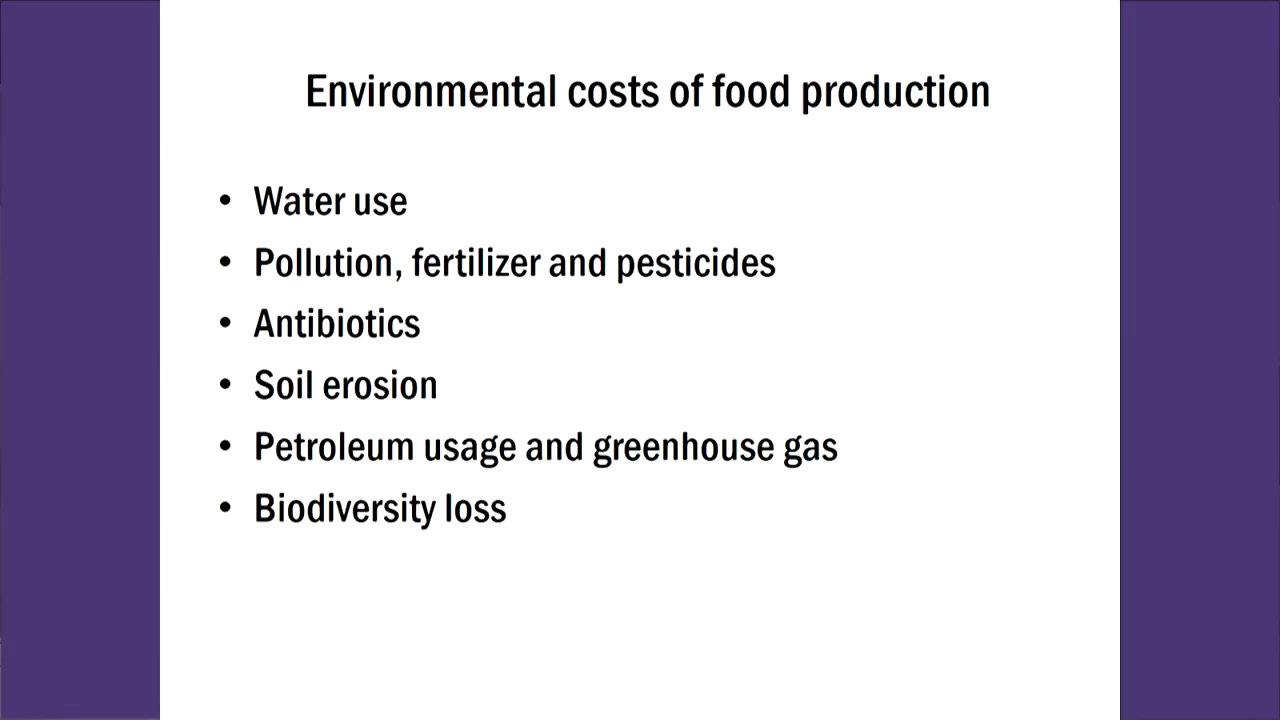 Environmental costs of food production
• Water use
• Pollution, fertilizer and pesticides
• Antibiotics
• Soil erosion
• Petroleum usage and greenhouse gas
• Biodiversity loss